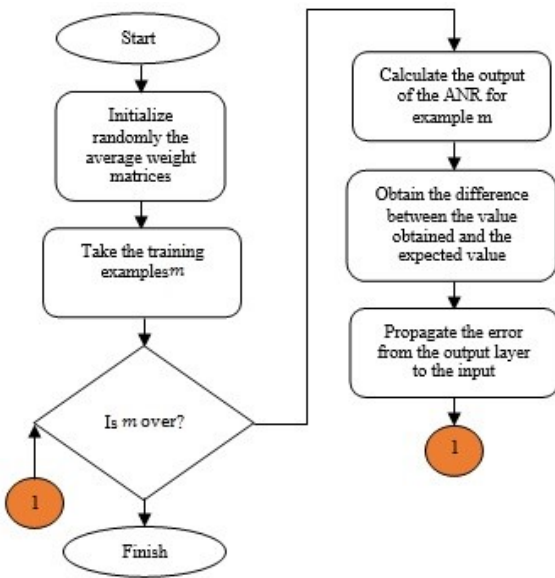 Start
Initialize
randomly the
average weight
matrices
Take the training
examples m
Is m over?
1
Finish
Calculate the output
of the ANR for
example m
Obtain the difference
between the value
obtained and the
expected value
Propagate the error
from the output layer
to the input
1